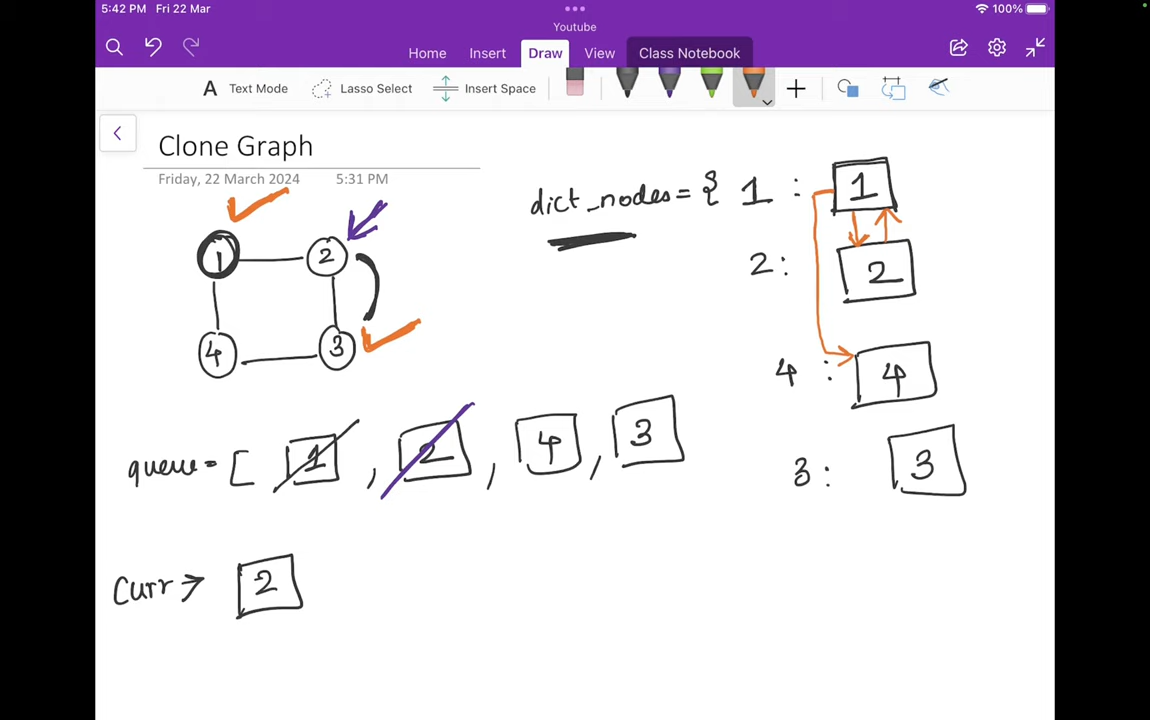 5:42 PM Fri 22 Mar
100%
Youtube
Home Insert Draw View Class Notebook
A Text Mode Lasso Select Insert Space
Clone Graph
Friday, 22 March 2024 5:31 PM
dict_nodes = { 1 : 1
1 2
2 : 2
4 3
4 : 4
queue = [ 1 , 2 , 4 , 3
3 : 3
Curr → 2